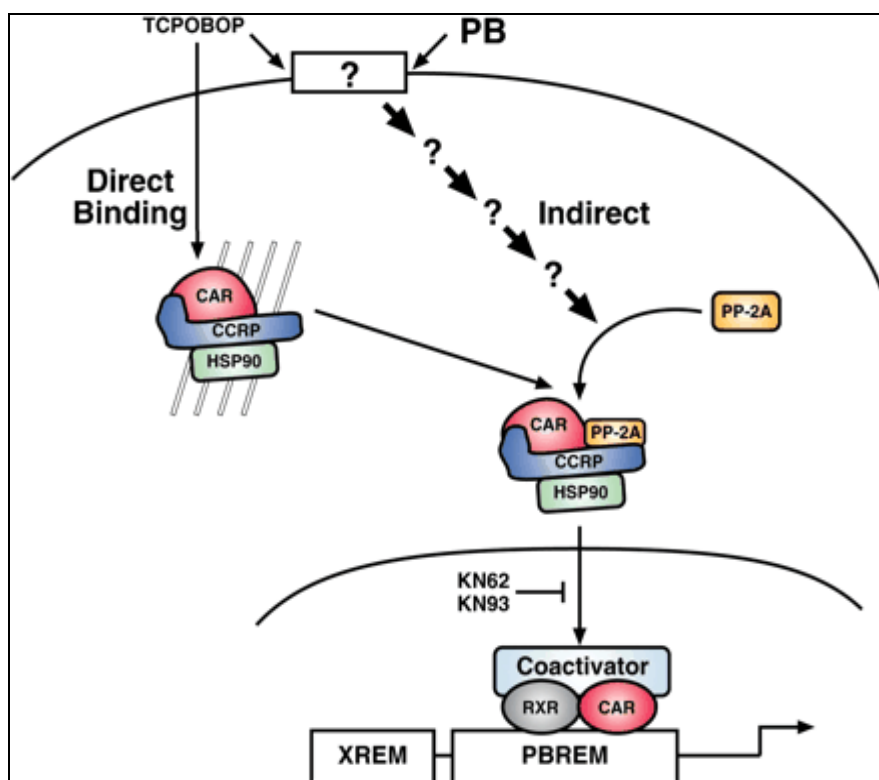 TCPOBOP
PB
?
?
Direct
Binding
?
Indirect
?
CAR
CCRP
HSP90
PP-2A
CAR
PP-2A
CCRP
HSP90
KN62
KN93
Coactivator
RXR
CAR
XREM
PBREM